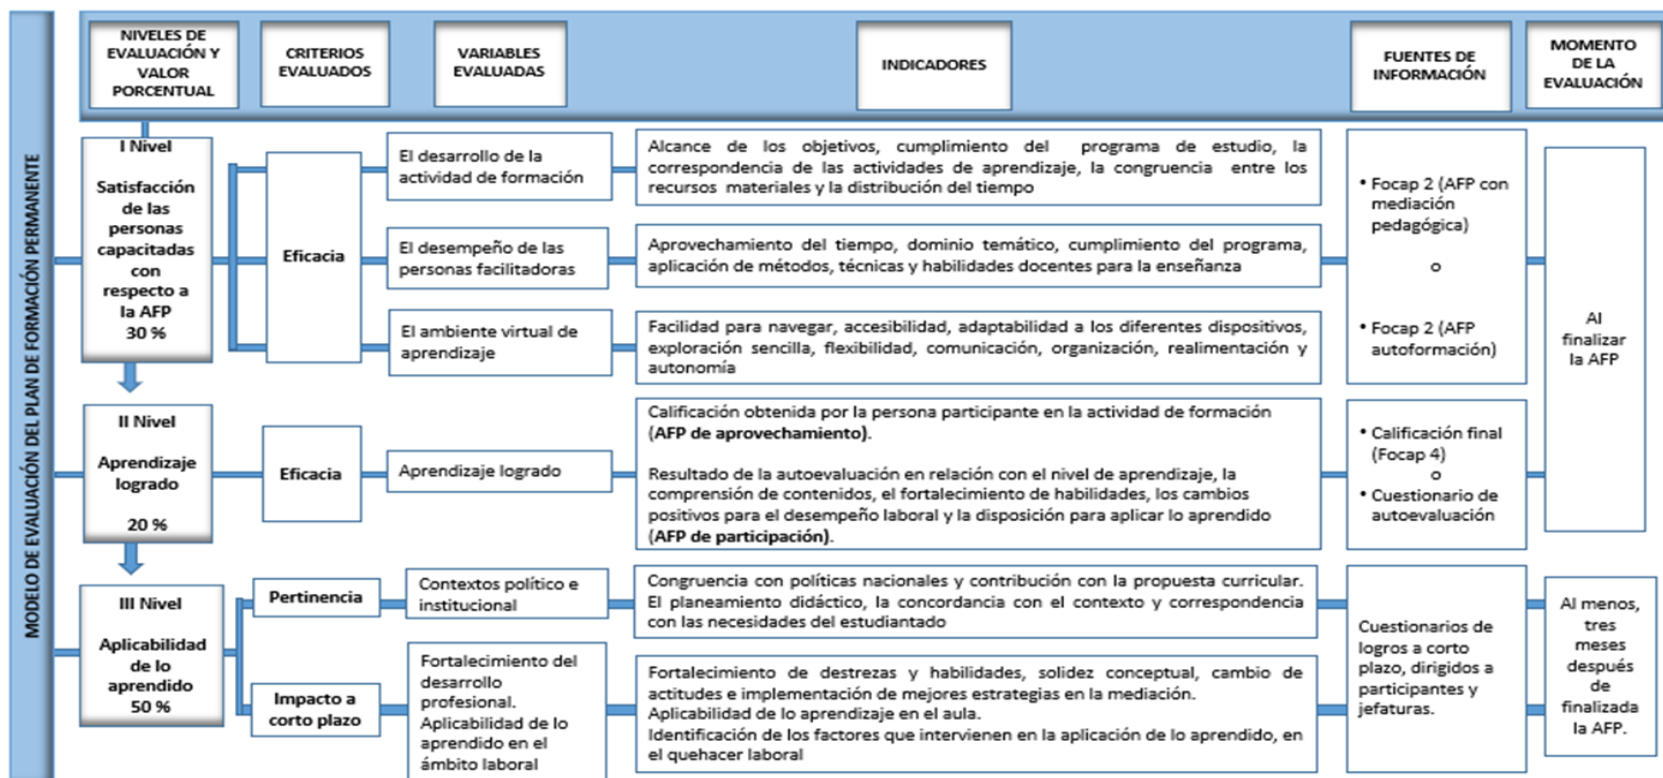 MODELO DE EVALUACIÓN DEL PLAN DE FORMACIÓN PERMANENTE
NIVELES DE
EVALUACIÓN Y
VALOR
PORCENTUAL
CRITERIOS
EVALUADOS
VARIABLES
EVALUADAS
INDICADORES
FUENTES DE
INFORMACIÓN
MOMENTO
DE LA
EVALUACIÓN
I Nivel
Satisfacción
de las
personas
capacitadas
con
respecto a
la AFP
30 %
Eficacia
El desarrollo de la
actividad de formación
Alcance de los objetivos, cumplimiento del programa de estudio, la
correspondencia de las actividades de aprendizaje, la congruencia entre los
recursos materiales y la distribución del tiempo
El desempeño de las
personas facilitadoras
Aprovechamiento del tiempo, dominio temático, cumplimiento del programa,
aplicación de métodos, técnicas y habilidades docentes para la enseñanza
El ambiente virtual de
aprendizaje
Facilidad para navegar, accesibilidad, adaptabilidad a los diferentes dispositivos,
exploración sencilla, flexibilidad, comunicación, organización, realimentación y
autonomía
• Focap 2 (AFP con
mediación
pedagógica)
o
• Focap 2 (AFP
autoformación)
Al
finalizar
la AFP
II Nivel
Aprendizaje
logrado
20 %
Eficacia
Aprendizaje logrado
Calificación obtenida por la persona participante en la actividad de formación
(AFP de aprovechamiento).
Resultado de la autoevaluación en relación con el nivel de aprendizaje, la
comprensión de contenidos, el fortalecimiento de habilidades, los cambios
positivos para el desempeño laboral y la disposición para aplicar lo aprendido
(AFP de participación).
• Calificación final
(Focap 4)
o
• Cuestionario de
autoevaluación
III Nivel
Aplicabilidad
de lo
aprendido
50 %
Pertinencia
Contextos político e
institucional
Congruencia con políticas nacionales y contribución con la propuesta curricular.
El planeamiento didáctico, la concordancia con el contexto y correspondencia
con las necesidades del estudiantado
Impacto a
corto plazo
Fortalecimiento del
desarrollo
profesional.
Aplicabilidad de lo
aprendido en el
ámbito laboral
Fortalecimiento de destrezas y habilidades, solidez conceptual, cambio de
actitudes e implementación de mejores estrategias en la mediación.
Aplicabilidad de lo aprendizaje en el aula.
Identificación de los factores que intervienen en la aplicación de lo aprendido, en
el quehacer laboral
Cuestionarios de
logros a corto
plazo, dirigidos a
participantes y
jefaturas.
Al menos,
tres
meses
después
de
finalizada
la AFP.